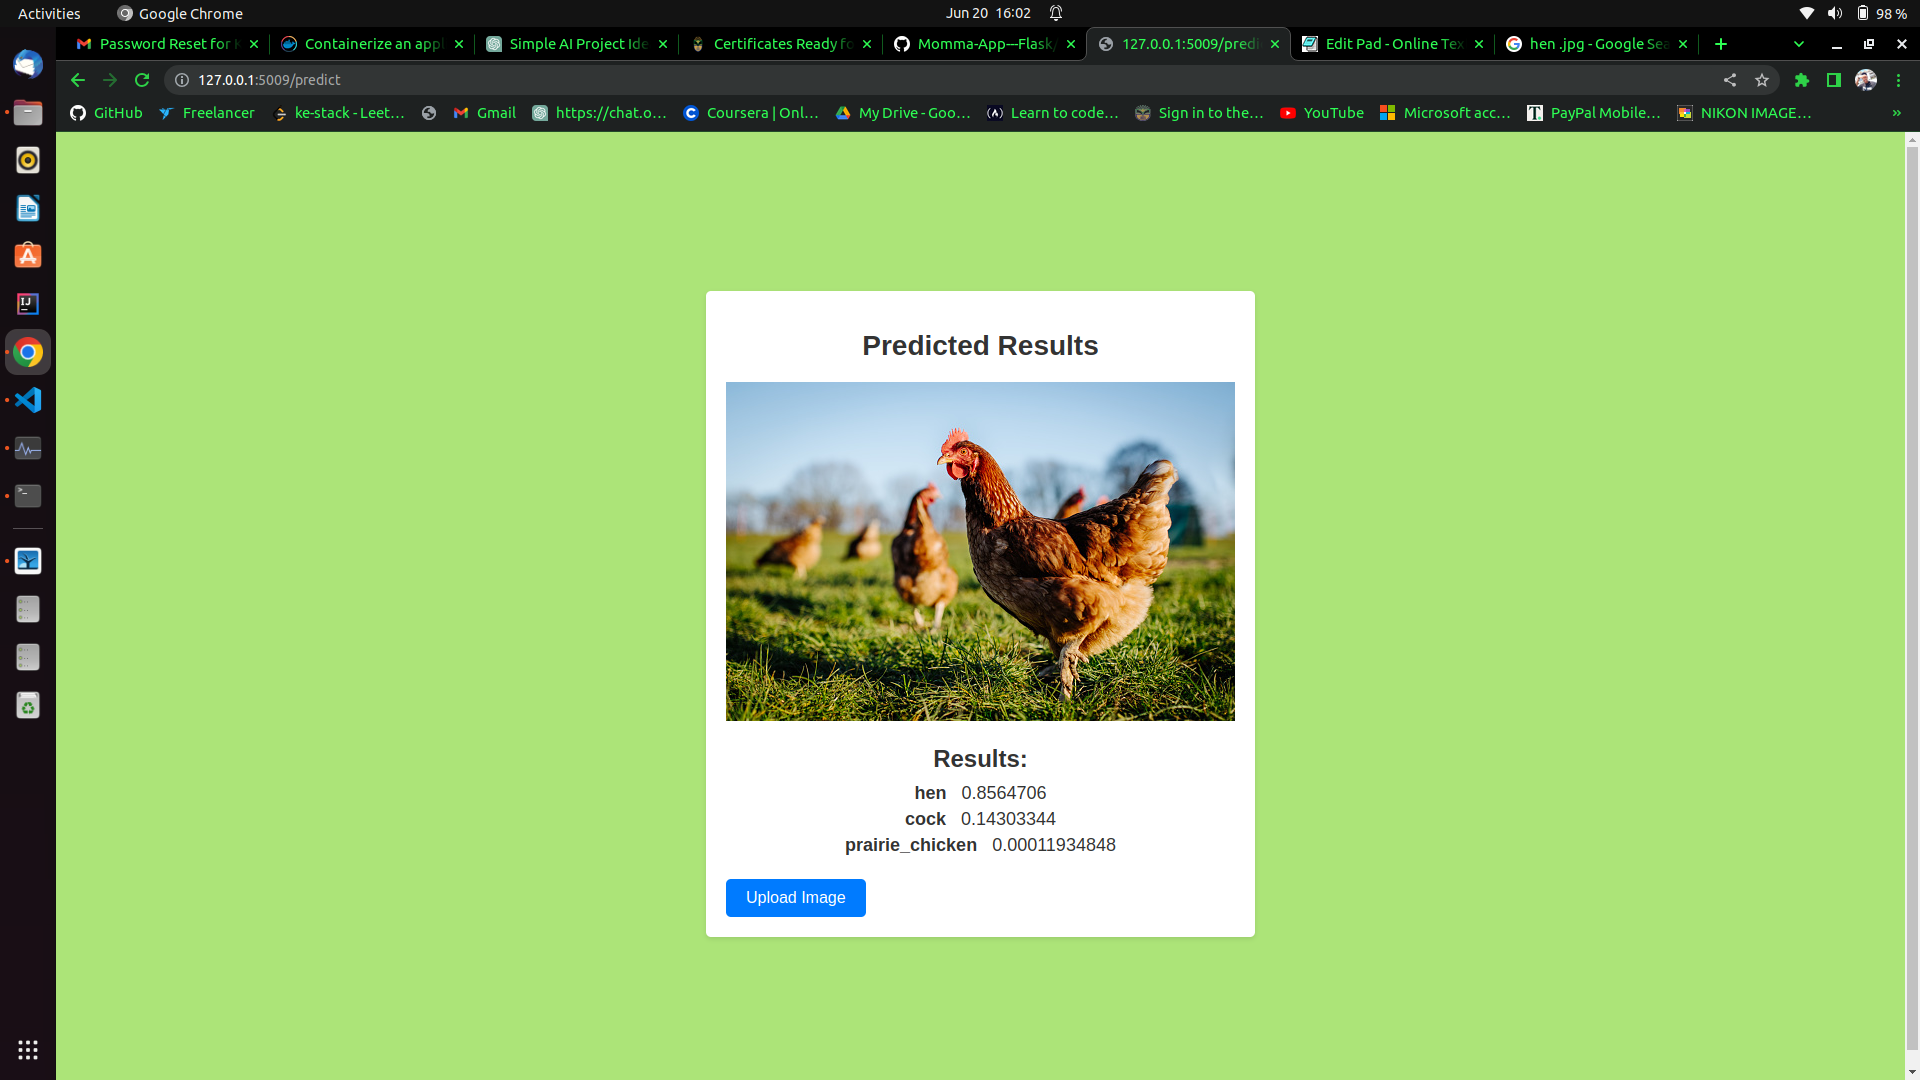 Activities
Google Chrome
Jun 20 16:02
98 %
Password Reset for
Containerize an appl
Simple AI Project Ide
Certificates Ready fo
Momma-App---Flask/
127.0.0.1:5009/predi
Edit Pad - Online Tex
hen .jpg - Google Sea
127.0.0.1:5009/predict
GitHub
Freelancer
ke-stack - Leet…
Gmail
https://chat.o…
Coursera | Onl…
My Drive - Goo…
Learn to code…
Sign in to the…
YouTube
Microsoft acc…
PayPal Mobile…
NIKON IMAGE…
»
Predicted Results
Results:
hen 0.8564706
cock 0.14303344
prairie_chicken 0.00011934848
Upload Image